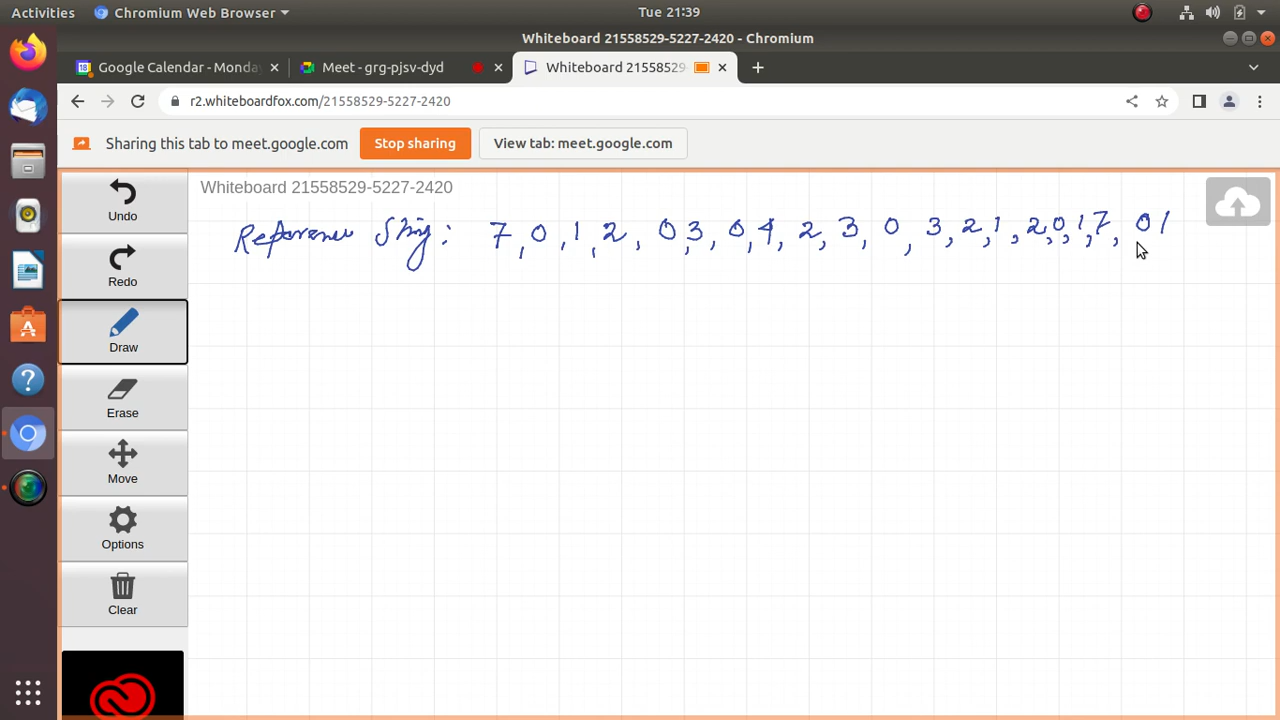 Activities Chromium Web Browser Tue 21:39
Whiteboard 21558529-5227-2420 - Chromium
Google Calendar - Monda Meet - grg-pjsv-dyd Whiteboard 21558529-
r2.whiteboardfox.com/21558529-5227-2420
Sharing this tab to meet.google.com Stop sharing View tab: meet.google.com
Whiteboard 21558529-5227-2420
Reference String: 7, 0, 1, 2, 0, 3, 0, 4, 2, 3, 0, 3, 2, 1, 2, 0, 1, 7, 0 1
Undo
Redo
Draw
Erase
Move
Options
Clear